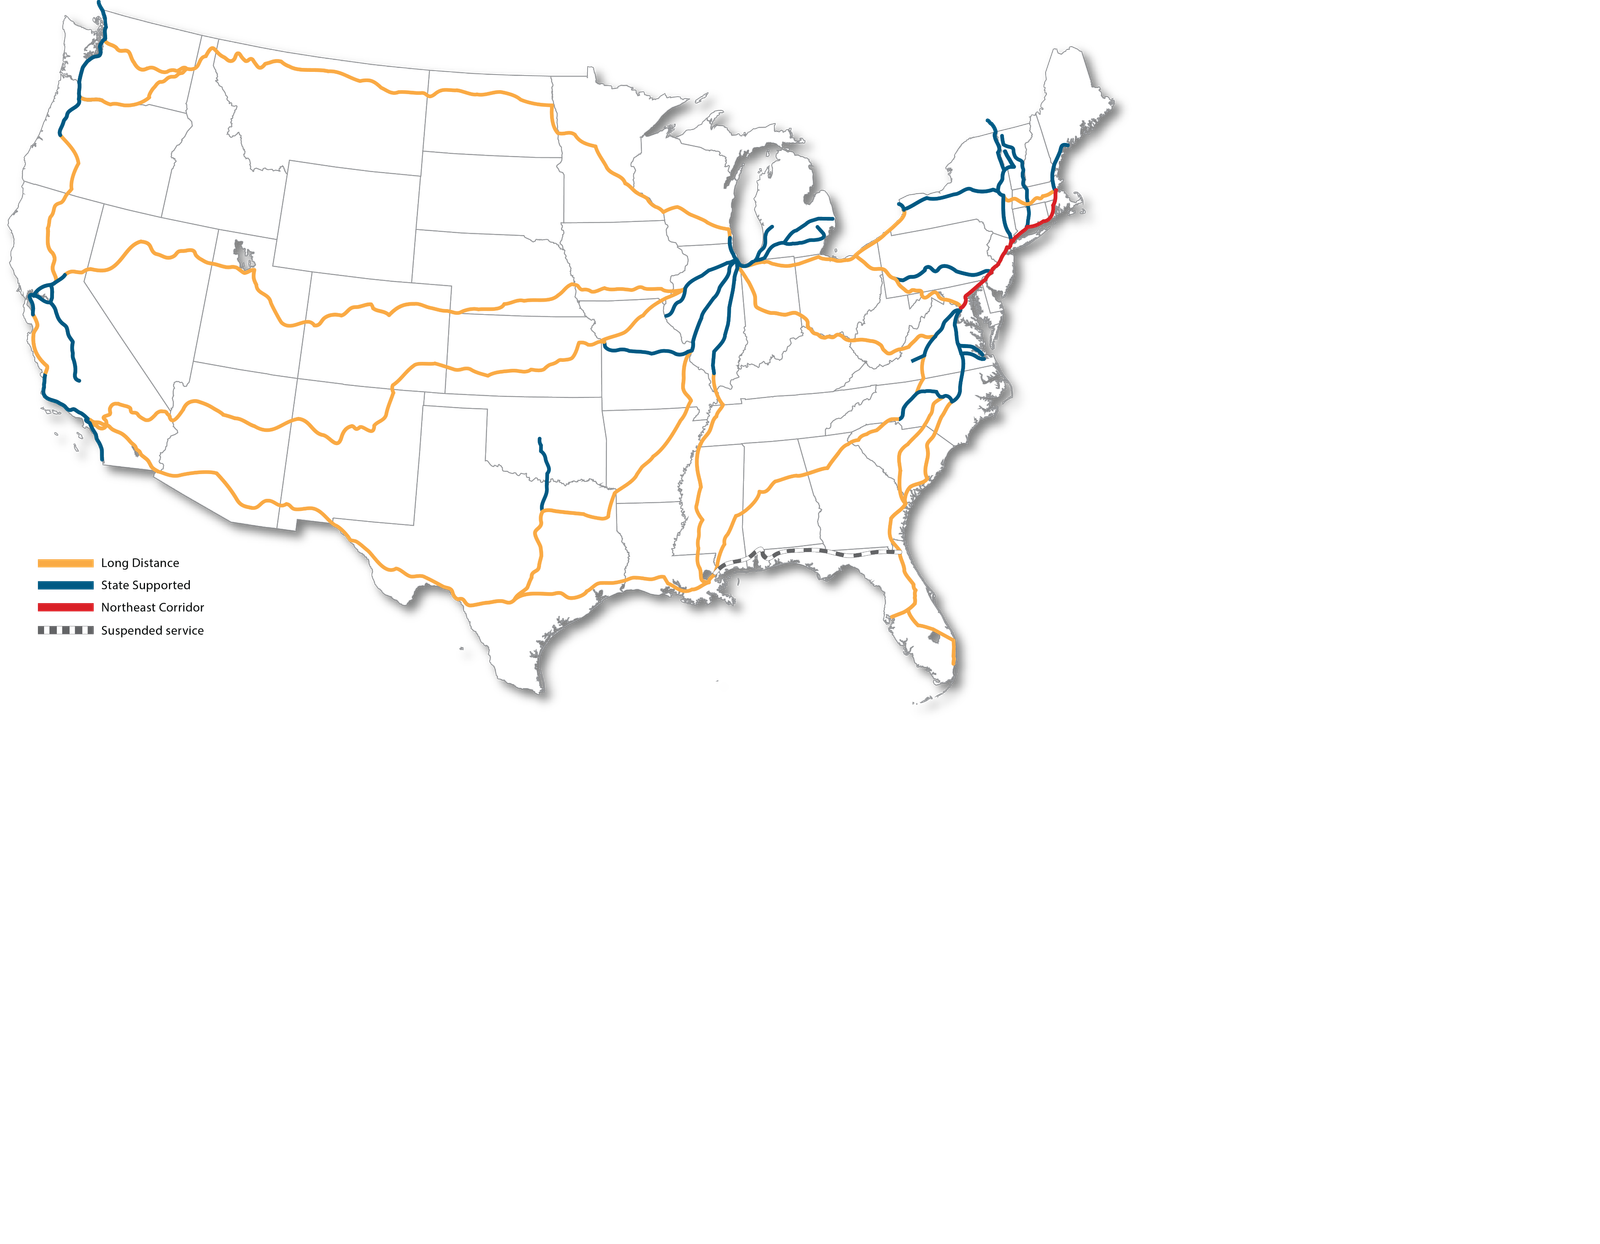 Long Distance
State Supported
Northeast Corridor
Suspended service